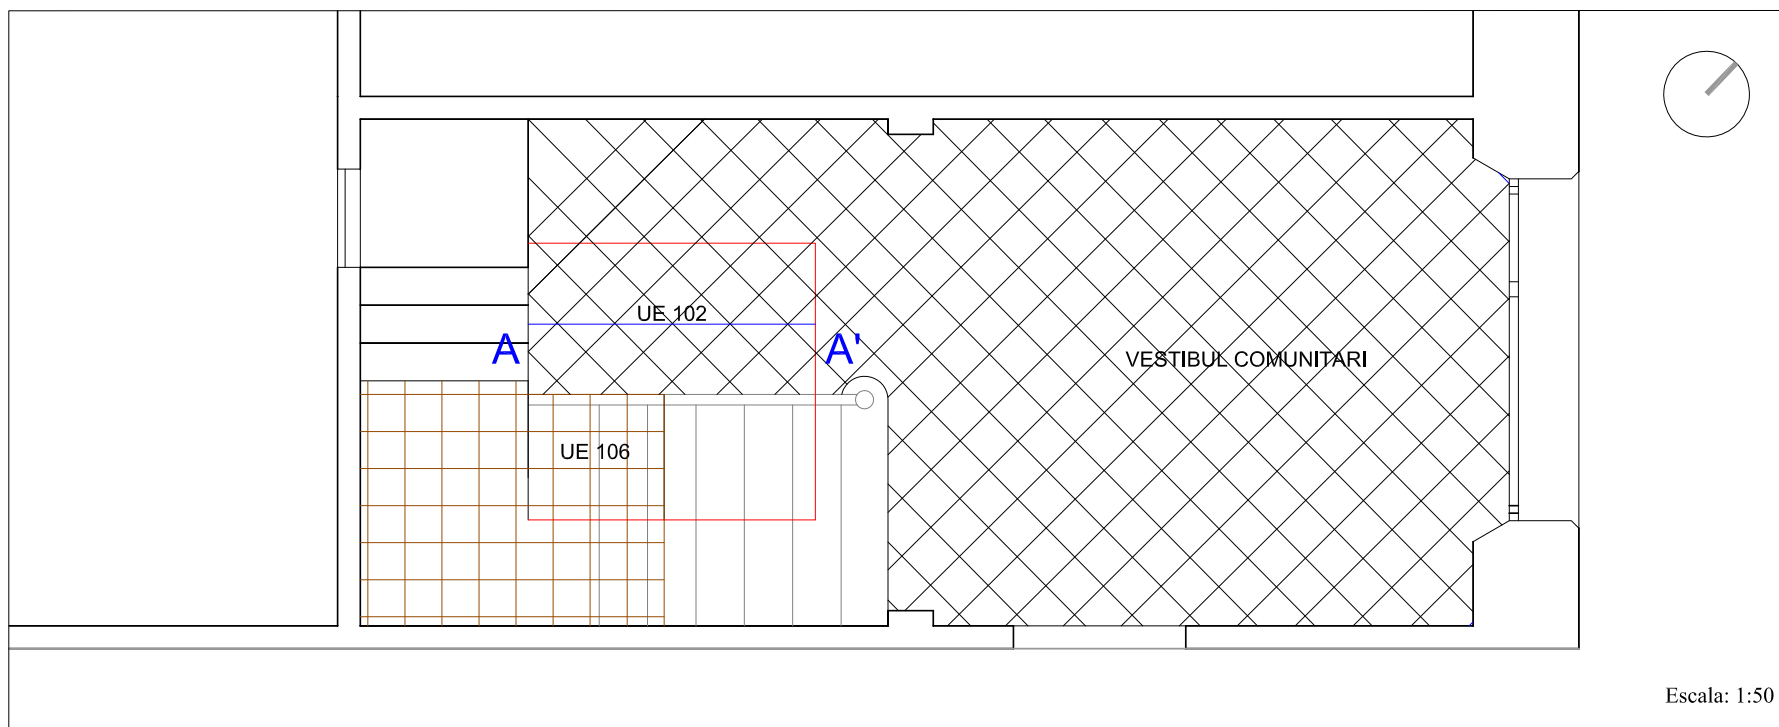 UE 102
A
A'
VESTIBUL COMUNITARI
UE 106
Escala: 1:50